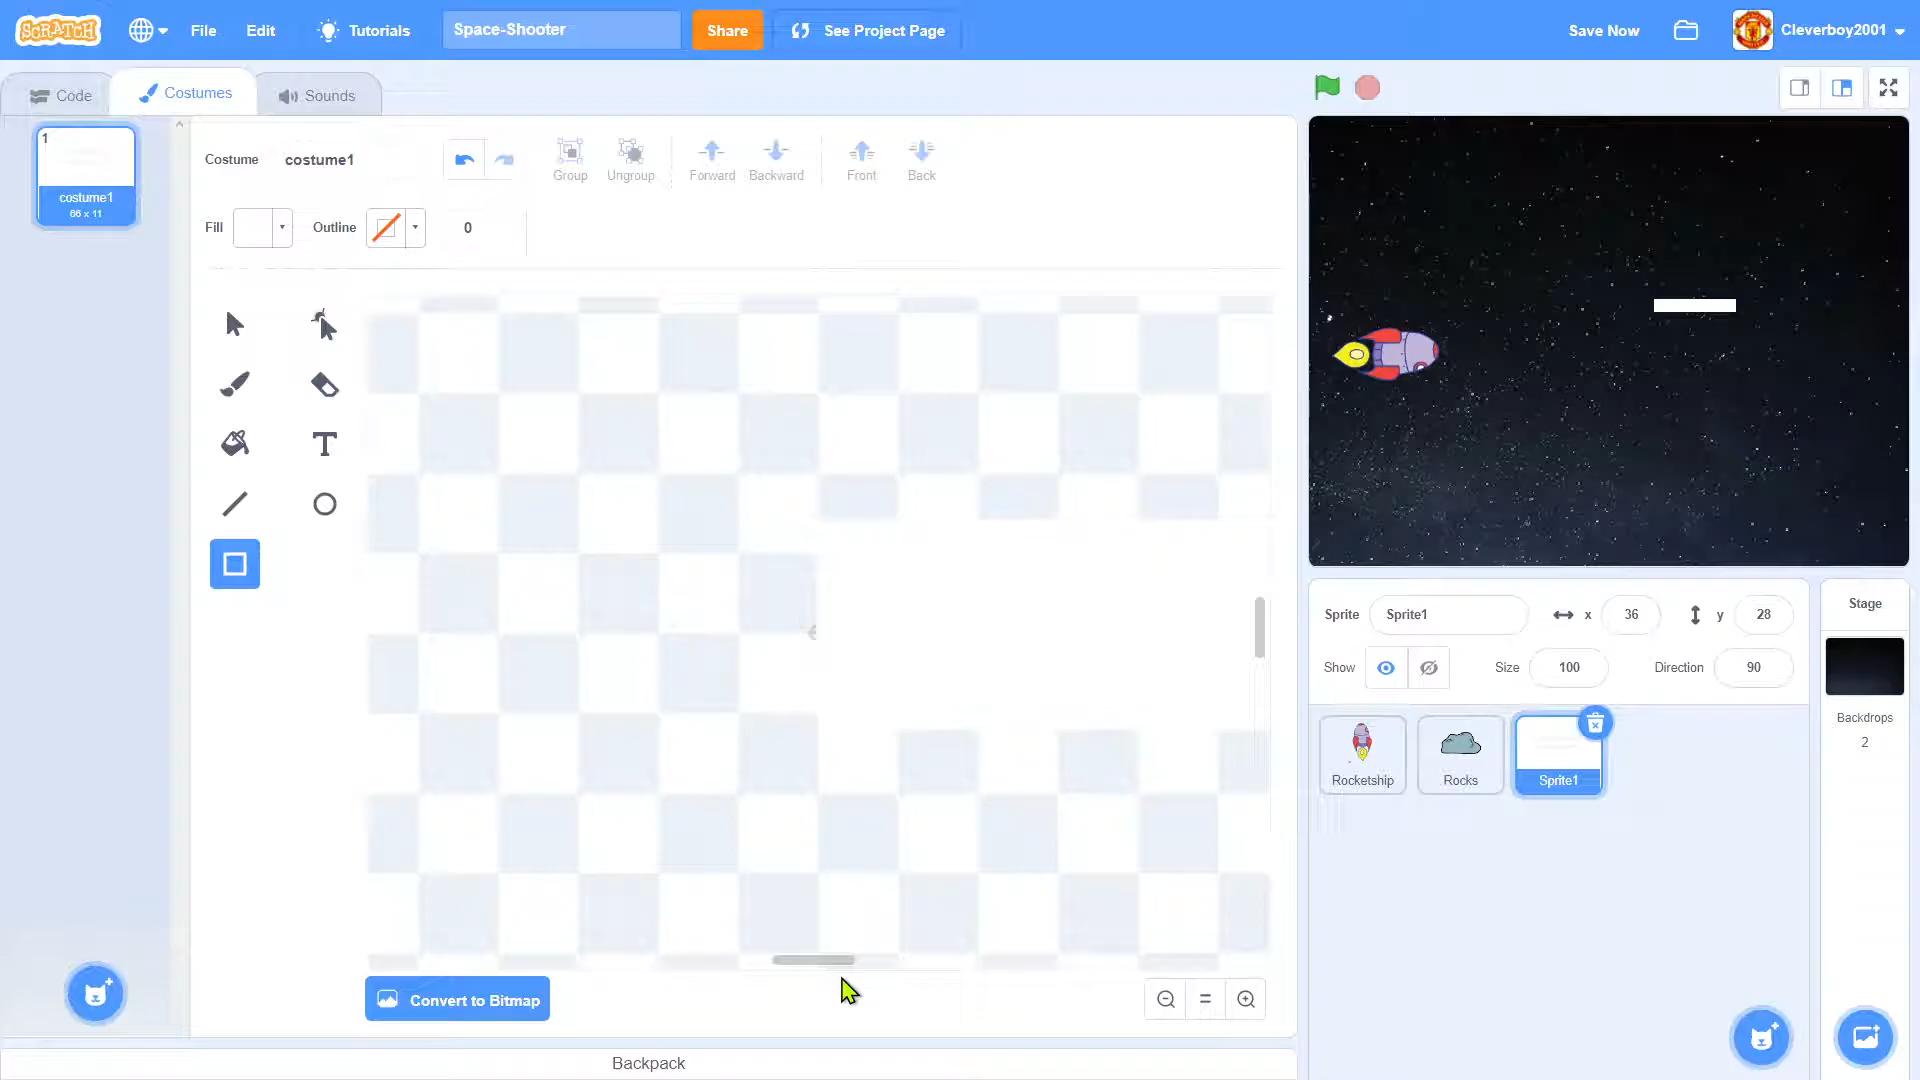 SCRATCH File Edit Tutorials Space-Shooter Share See Project Page Save Now Cleverboy2001
Code Costumes Sounds
1
costume1
66 x 11
Costume costume1
Group Ungroup Forward Backward Front Back
Fill Outline 0
T
Convert to Bitmap
Backpack
Sprite Sprite1 x 36 y 28
Show Size 100 Direction 90
Rocketship Rocks Sprite1
Stage
Backdrops
2